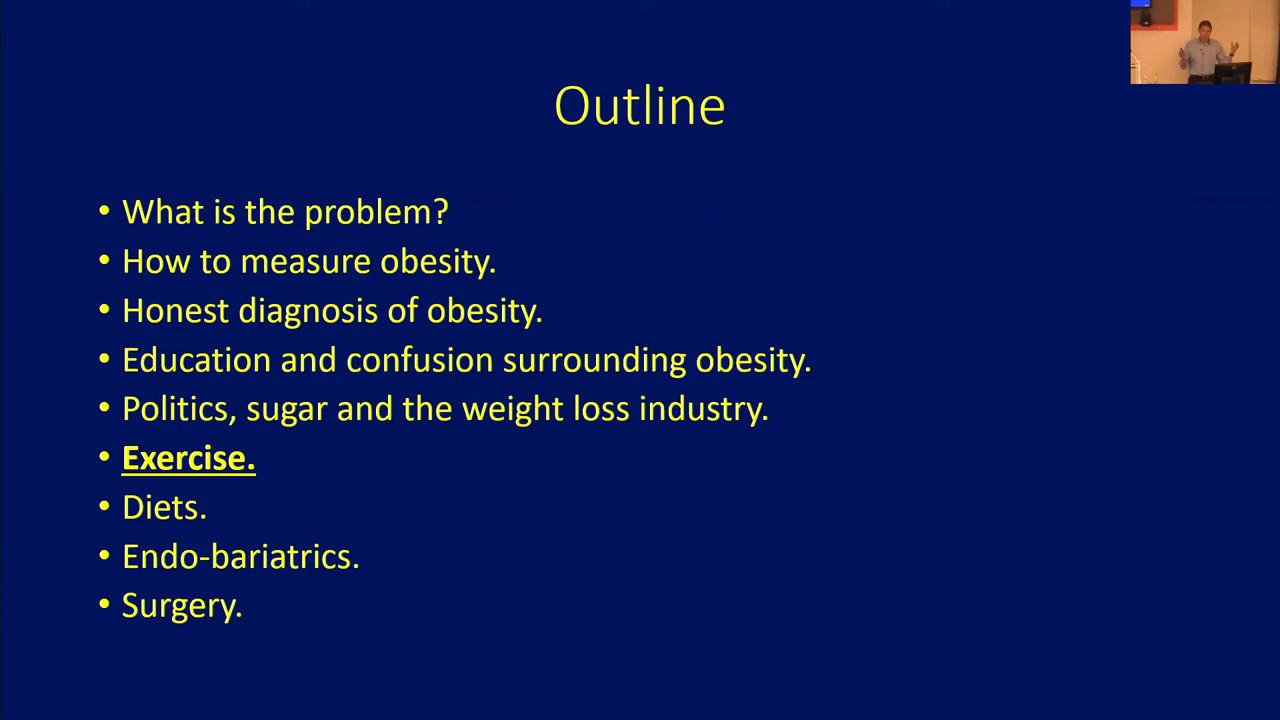 Outline
• What is the problem?
• How to measure obesity.
• Honest diagnosis of obesity.
• Education and confusion surrounding obesity.
• Politics, sugar and the weight loss industry.
• Exercise.
• Diets.
• Endo-bariatrics.
• Surgery.